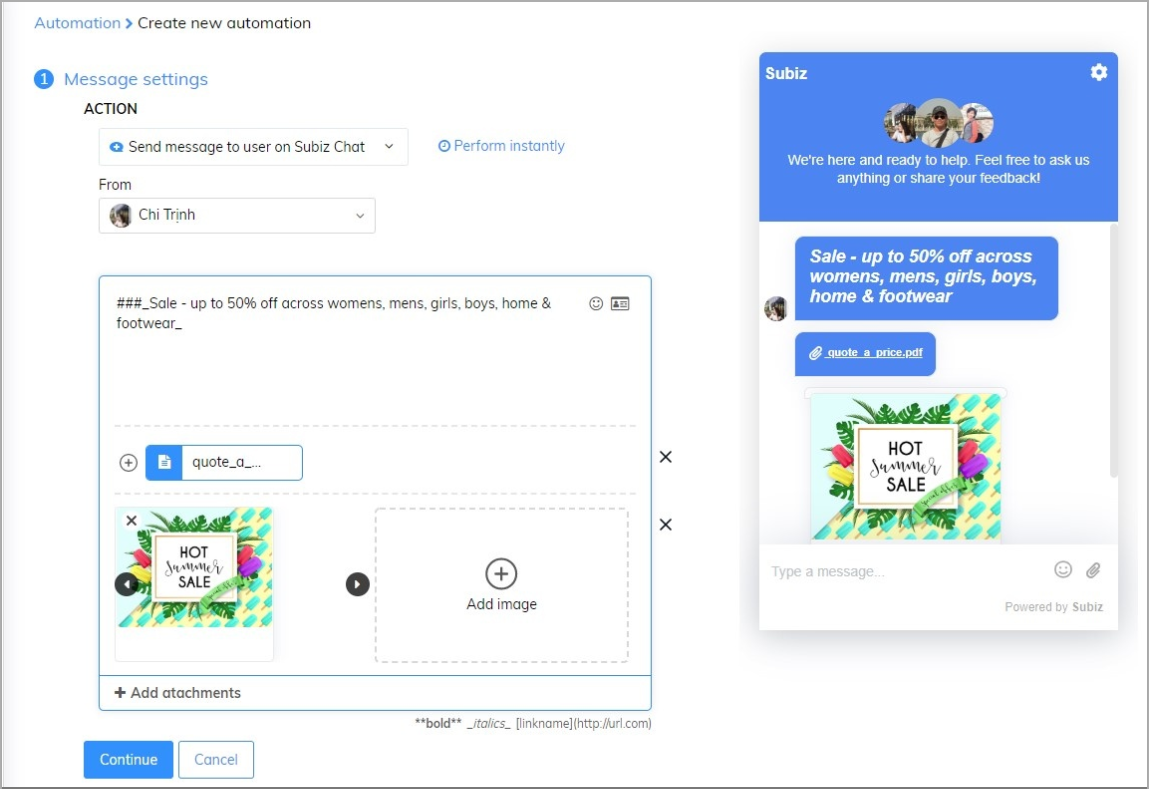 Automation > Create new automation
1 Message settings
ACTION
Send message to user on Subiz Chat
Perform instantly
From
Chi Trịnh
###_Sale - up to 50% off across womens, mens, girls, boys, home &
footwear_
quote_a_...
HOT
Summer
SALE
Add image
+ Add atachments
**bold** _italics_ [linkname](http://url.com)
Continue
Cancel
Subiz
We're here and ready to help. Feel free to ask us
anything or share your feedback!
Sale - up to 50% off across
womens, mens, girls, boys,
home & footwear
quote_a_price.pdf
HOT
Summer
SALE
Type a message...
Powered by Subiz